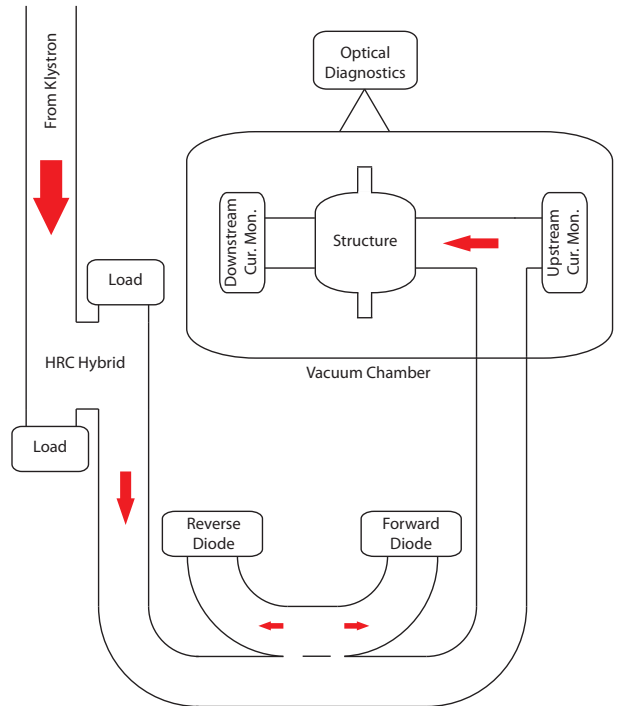 From Klystron
Optical
Diagnostics
Downstream
Cur. Mon.
Structure
Upstream
Cur. Mon.
Load
HRC Hybrid
Vacuum Chamber
Load
Reverse
Diode
Forward
Diode